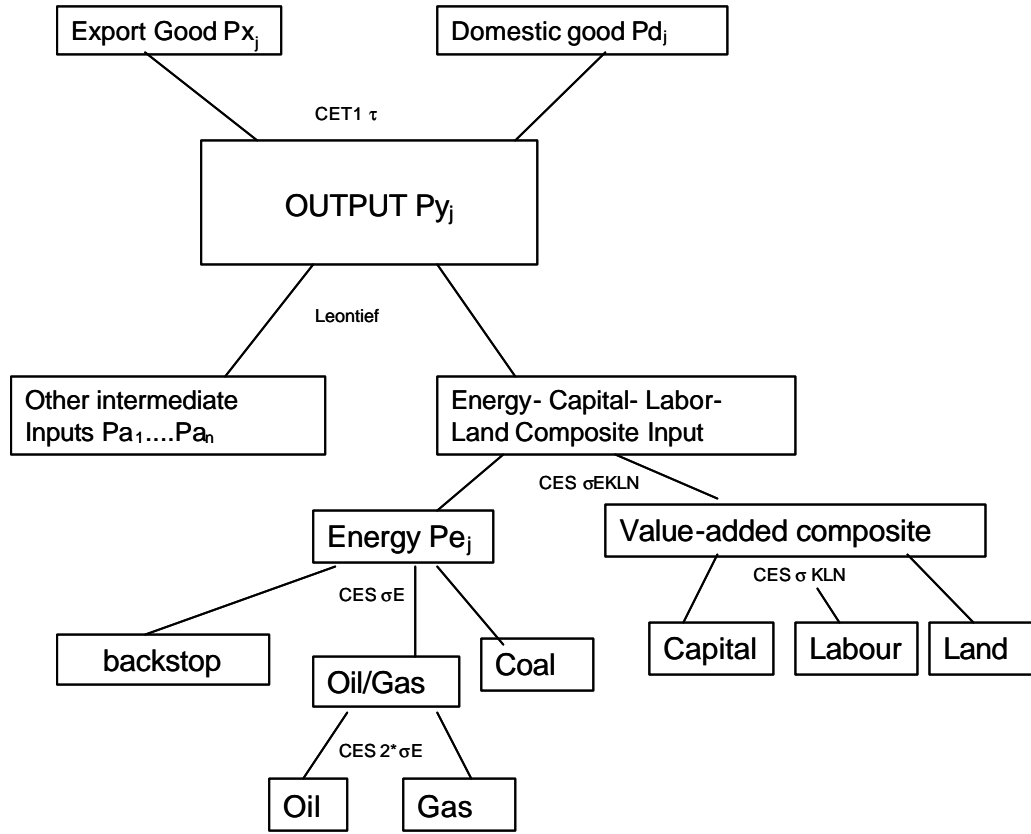 Export Good Pxj
Domestic good Pdj
CET1 τ
OUTPUT Pyj
Leontief
Other intermediate
Inputs Pa1....Pan
Energy- Capital- Labor-
Land Composite Input
CES σEKLN
Energy Pej
Value-added composite
CES σE
CES σ KLN
backstop
Oil/Gas
Coal
Capital
Labour
Land
CES 2* σE
Oil
Gas